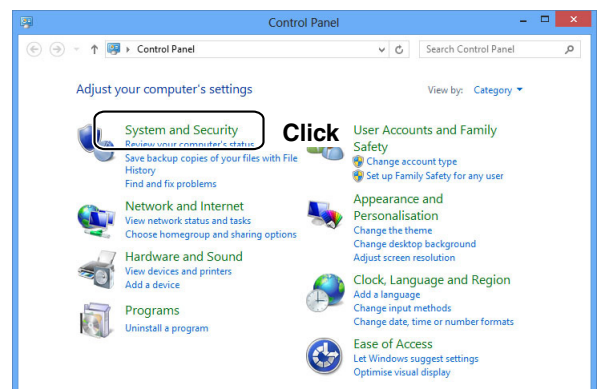 Control Panel
Control Panel
Search Control Panel
Adjust your computer's settings
View by: Category
System and Security
Review your computer's status
Save backup copies of your files with File
History
Find and fix problems
Click
Network and Internet
View network status and tasks
Choose homegroup and sharing options
Hardware and Sound
View devices and printers
Add a device
Programs
Uninstall a program
User Accounts and Family
Safety
Change account type
Set up Family Safety for any user
Appearance and
Personalisation
Change the theme
Change desktop background
Adjust screen resolution
Clock, Language and Region
Add a language
Change input methods
Change date, time or number formats
Ease of Access
Let Windows suggest settings
Optimise visual display